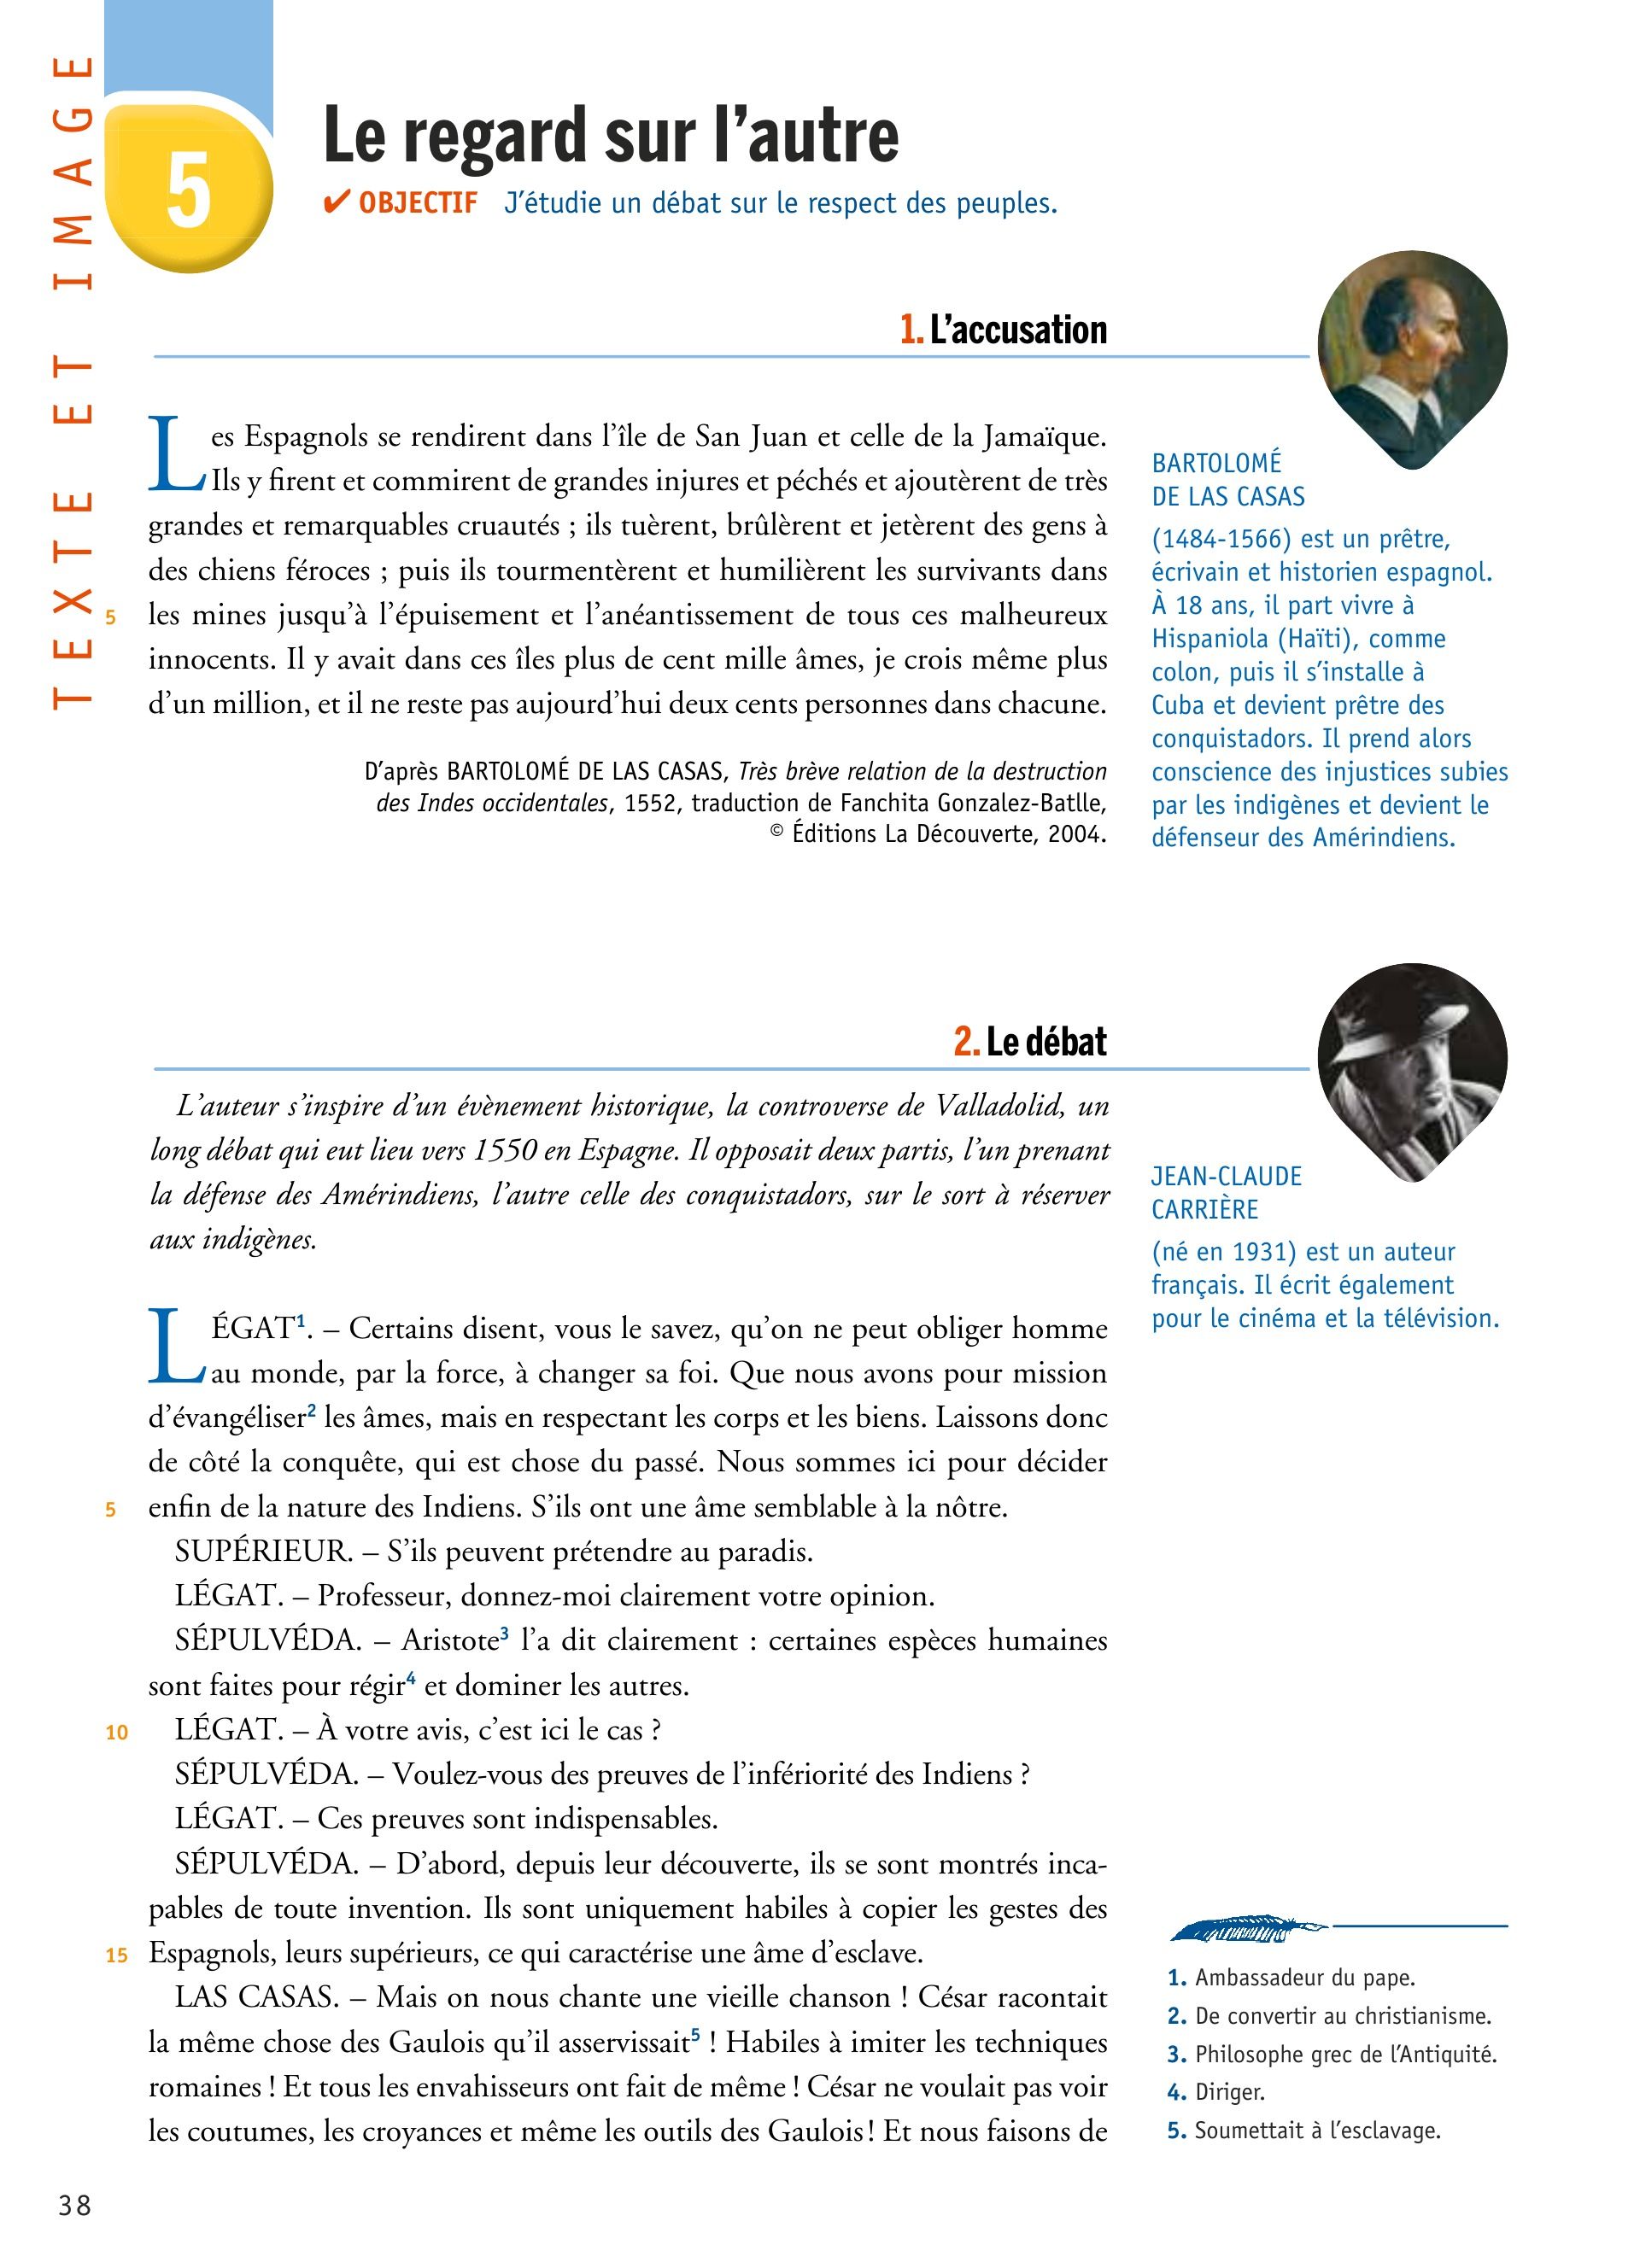 TEXTE ET IMAGE
5
Le regard sur l’autre
✔ OBJECTIF J’étudie un débat sur le respect des peuples.
1. L’accusation
Les Espagnols se rendirent dans l’île de San Juan et celle de la Jamaïque.
Ils y firent et commirent de grandes injures et péchés et ajoutèrent de très
grandes et remarquables cruautés ; ils tuèrent, brûlèrent et jetèrent des gens à
des chiens féroces ; puis ils tourmentèrent et humilièrent les survivants dans
5 les mines jusqu’à l’épuisement et l’anéantissement de tous ces malheureux
innocents. Il y avait dans ces îles plus de cent mille âmes, je crois même plus
d’un million, et il ne reste pas aujourd’hui deux cents personnes dans chacune.
D’après BARTOLOMÉ DE LAS CASAS, Très brève relation de la destruction
des Indes occidentales, 1552, traduction de Fanchita Gonzalez-Batlle,
© Éditions La Découverte, 2004.
BARTOLOMÉ
DE LAS CASAS
(1484-1566) est un prêtre,
écrivain et historien espagnol.
À 18 ans, il part vivre à
Hispaniola (Haïti), comme
colon, puis il s’installe à
Cuba et devient prêtre des
conquistadors. Il prend alors
conscience des injustices subies
par les indigènes et devient le
défenseur des Amérindiens.
2. Le débat
L’auteur s’inspire d’un évènement historique, la controverse de Valladolid, un
long débat qui eut lieu vers 1550 en Espagne. Il opposait deux partis, l’un prenant
la défense des Amérindiens, l’autre celle des conquistadors, sur le sort à réserver
aux indigènes.
JEAN-CLAUDE
CARRIÈRE
(né en 1931) est un auteur
français. Il écrit également
pour le cinéma et la télévision.
LÉGAT1. – Certains disent, vous le savez, qu’on ne peut obliger homme
au monde, par la force, à changer sa foi. Que nous avons pour mission
d’évangéliser2 les âmes, mais en respectant les corps et les biens. Laissons donc
de côté la conquête, qui est chose du passé. Nous sommes ici pour décider
5 enfin de la nature des Indiens. S’ils ont une âme semblable à la nôtre.
SUPÉRIEUR. – S’ils peuvent prétendre au paradis.
LÉGAT. – Professeur, donnez-moi clairement votre opinion.
SÉPULVÉDA. – Aristote3 l’a dit clairement : certaines espèces humaines
sont faites pour régir4 et dominer les autres.
10 LÉGAT. – À votre avis, c’est ici le cas ?
SÉPULVÉDA. – Voulez-vous des preuves de l’infériorité des Indiens ?
LÉGAT. – Ces preuves sont indispensables.
SÉPULVÉDA. – D’abord, depuis leur découverte, ils se sont montrés inca-
pables de toute invention. Ils sont uniquement habiles à copier les gestes des
15 Espagnols, leurs supérieurs, ce qui caractérise une âme d’esclave.
LAS CASAS. – Mais on nous chante une vieille chanson ! César racontait
la même chose des Gaulois qu’il asservissait5 ! Habiles à imiter les techniques
romaines ! Et tous les envahisseurs ont fait de même ! César ne voulait pas voir
les coutumes, les croyances et même les outils des Gaulois ! Et nous faisons de
1. Ambassadeur du pape.
2. De convertir au christianisme.
3. Philosophe grec de l’Antiquité.
4. Diriger.
5. Soumettait à l’esclavage.
38